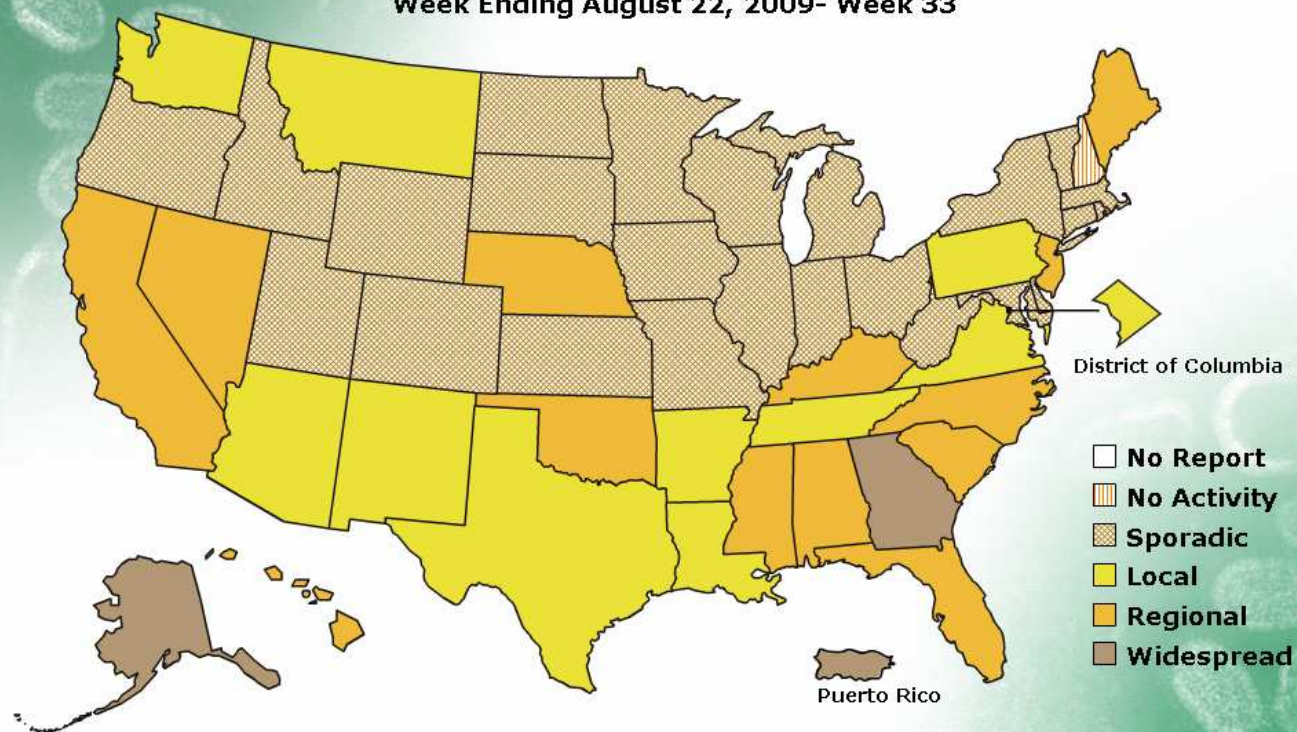 Week Ending August 22, 2009- Week 33
District of Columbia
No Report
No Activity
Sporadic
Local
Regional
Widespread
Puerto Rico